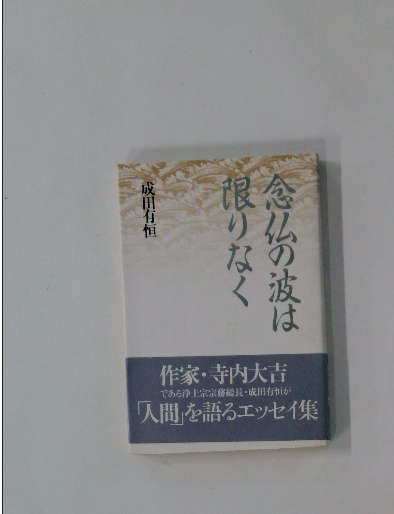 念仏の波は
限りなく
成田有恒
作家・寺内大吉
である浄土宗宗務総長・成田有恒が
「人間」を語るエッセイ集